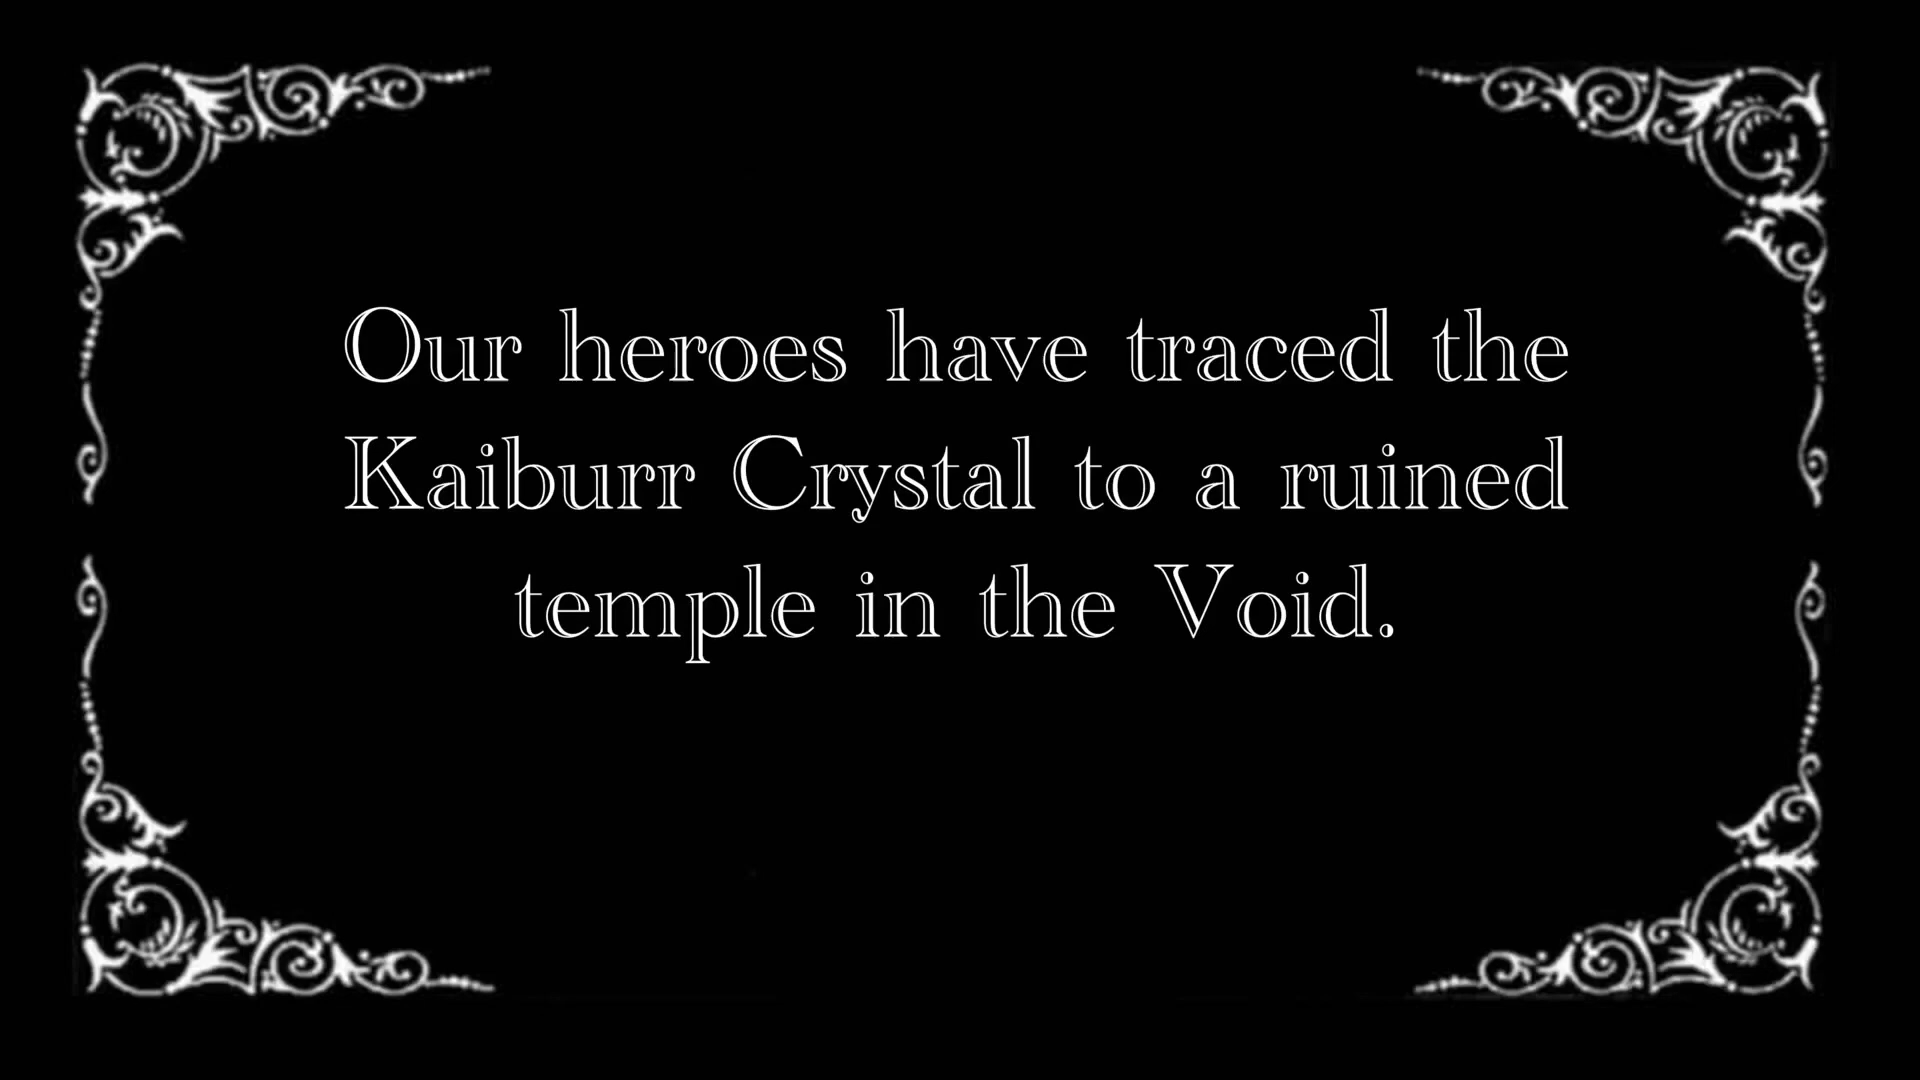 Our heroes have traced the
Kaiburr Crystal to a ruined
temple in the Void.